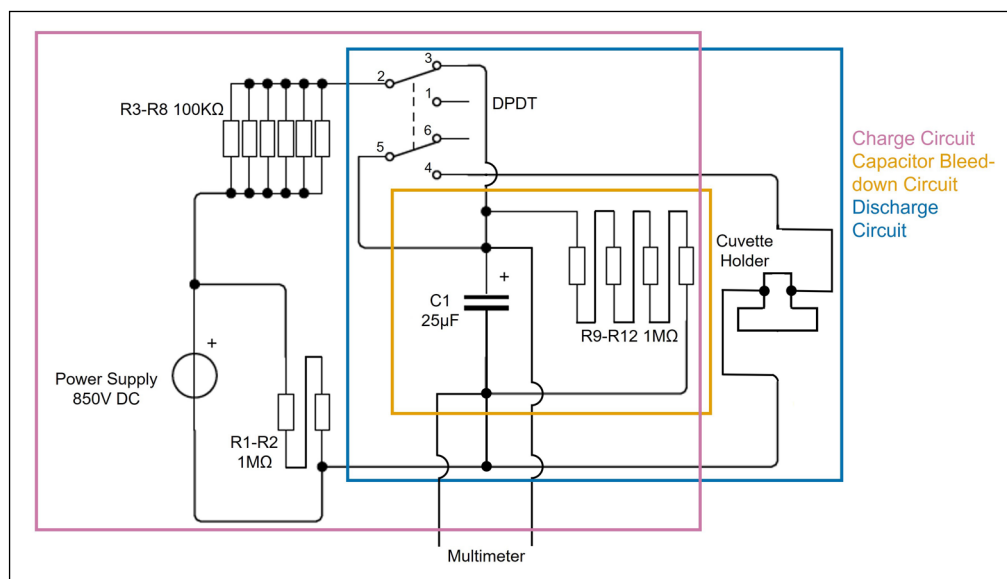 3
2
1
DPDT
R3-R8 100KΩ
6
5
4
Charge Circuit
Capacitor Bleed-
down Circuit
Discharge
Circuit
Cuvette
Holder
+
C1
25µF
R9-R12 1MΩ
+
Power Supply
850V DC
R1-R2
1MΩ
Multimeter